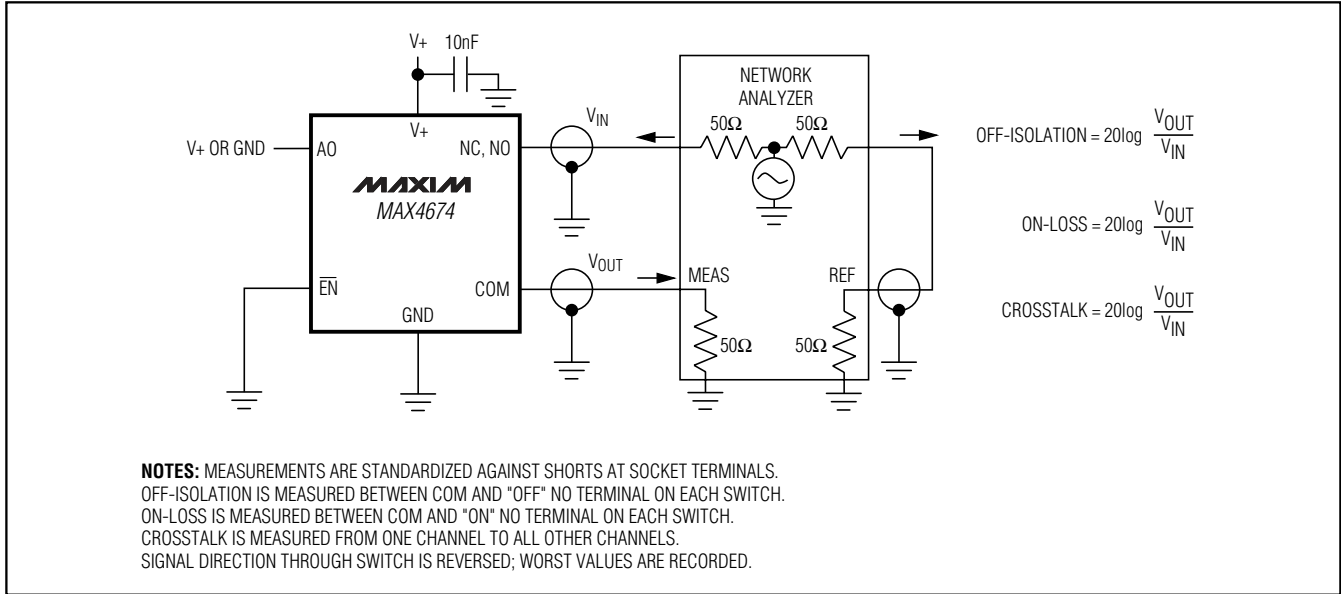 V+ 10nF
V+
V+ OR GND
AO
NC, NO
MAXIM
MAX4674
EN
COM
GND
VIN
VOUT
NETWORK
ANALYZER
50Ω 50Ω
MEAS REF
50Ω 50Ω
OFF-ISOLATION = 20log VOUT
VIN
ON-LOSS = 20log VOUT
VIN
CROSSTALK = 20log VOUT
VIN
NOTES: MEASUREMENTS ARE STANDARDIZED AGAINST SHORTS AT SOCKET TERMINALS.
OFF-ISOLATION IS MEASURED BETWEEN COM AND "OFF" NO TERMINAL ON EACH SWITCH.
ON-LOSS IS MEASURED BETWEEN COM AND "ON" NO TERMINAL ON EACH SWITCH.
CROSSTALK IS MEASURED FROM ONE CHANNEL TO ALL OTHER CHANNELS.
SIGNAL DIRECTION THROUGH SWITCH IS REVERSED; WORST VALUES ARE RECORDED.